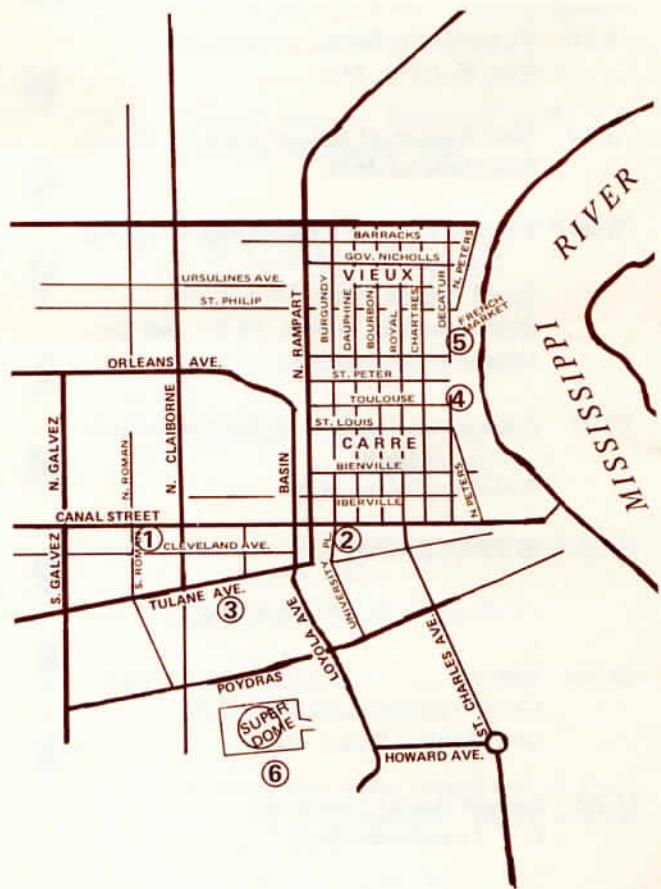 RIVER
MISSISSIPPI
BARRACKS
GOV. NICHOLLS
N. PETERS
URSULINES AVE.
VIEUX
ST. PHILIP
N. RAMPART
BURGUNDY
DAUPHINE
BOURBON
ROYAL
CHARTRES
DECATUR
FRENCH
MARKET
5
ORLEANS AVE.
ST. PETER
TOULOUSE
4
ST. LOUIS
CARRE
N. GALVEZ
N. ROMAN
N. CLAIBORNE
BASIN
BIENVILLE
N PETERS
IBERVILLE
CANAL STREET
1
CLEVELAND AVE.
2
S. GALVEZ
S. ROMAN
UNIVERSITY PL.
TULANE AVE.
3
LOYOLA AVE
POYDRAS
ST. CHARLES AVE.
SUPER
DOME
HOWARD AVE.
6